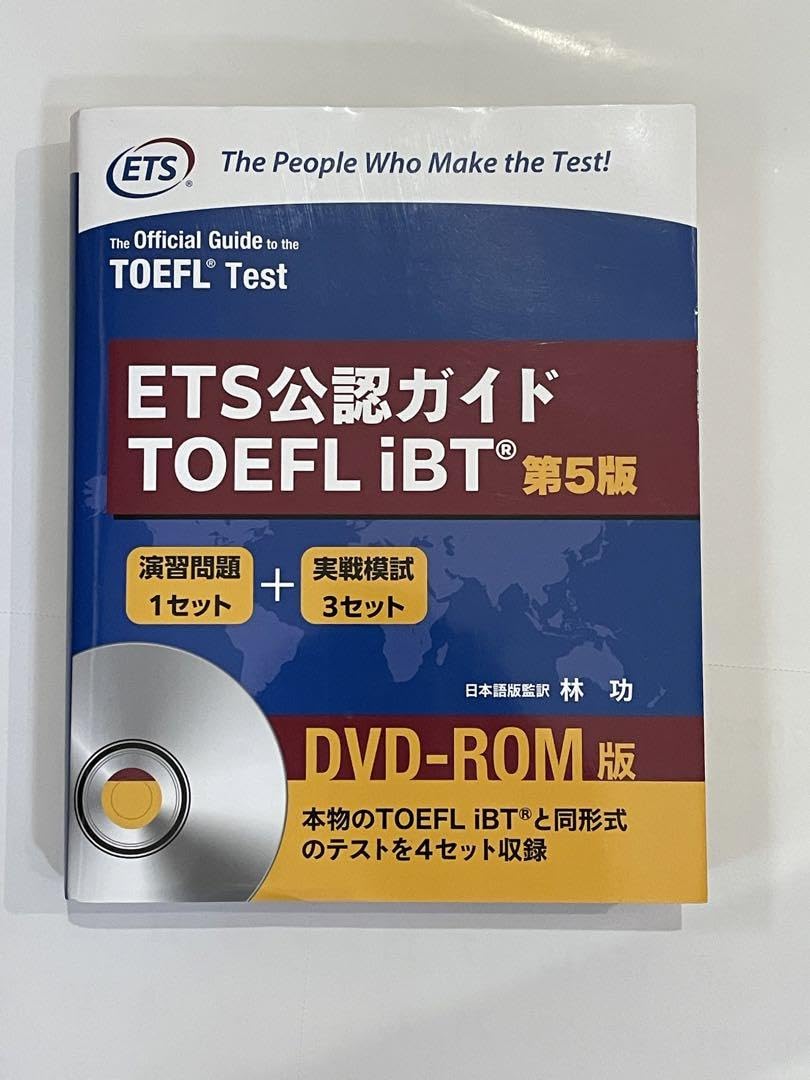 ETS® The People Who Make the Test!
The Official Guide to the
TOEFL® Test
ETS公認ガイド
TOEFL iBT® 第5版
演習問題
1セット
+
実戦模試
3セット
日本語版監訳 林 功
DVD-ROM版
本物のTOEFL iBT®と同形式
のテストを4セット収録